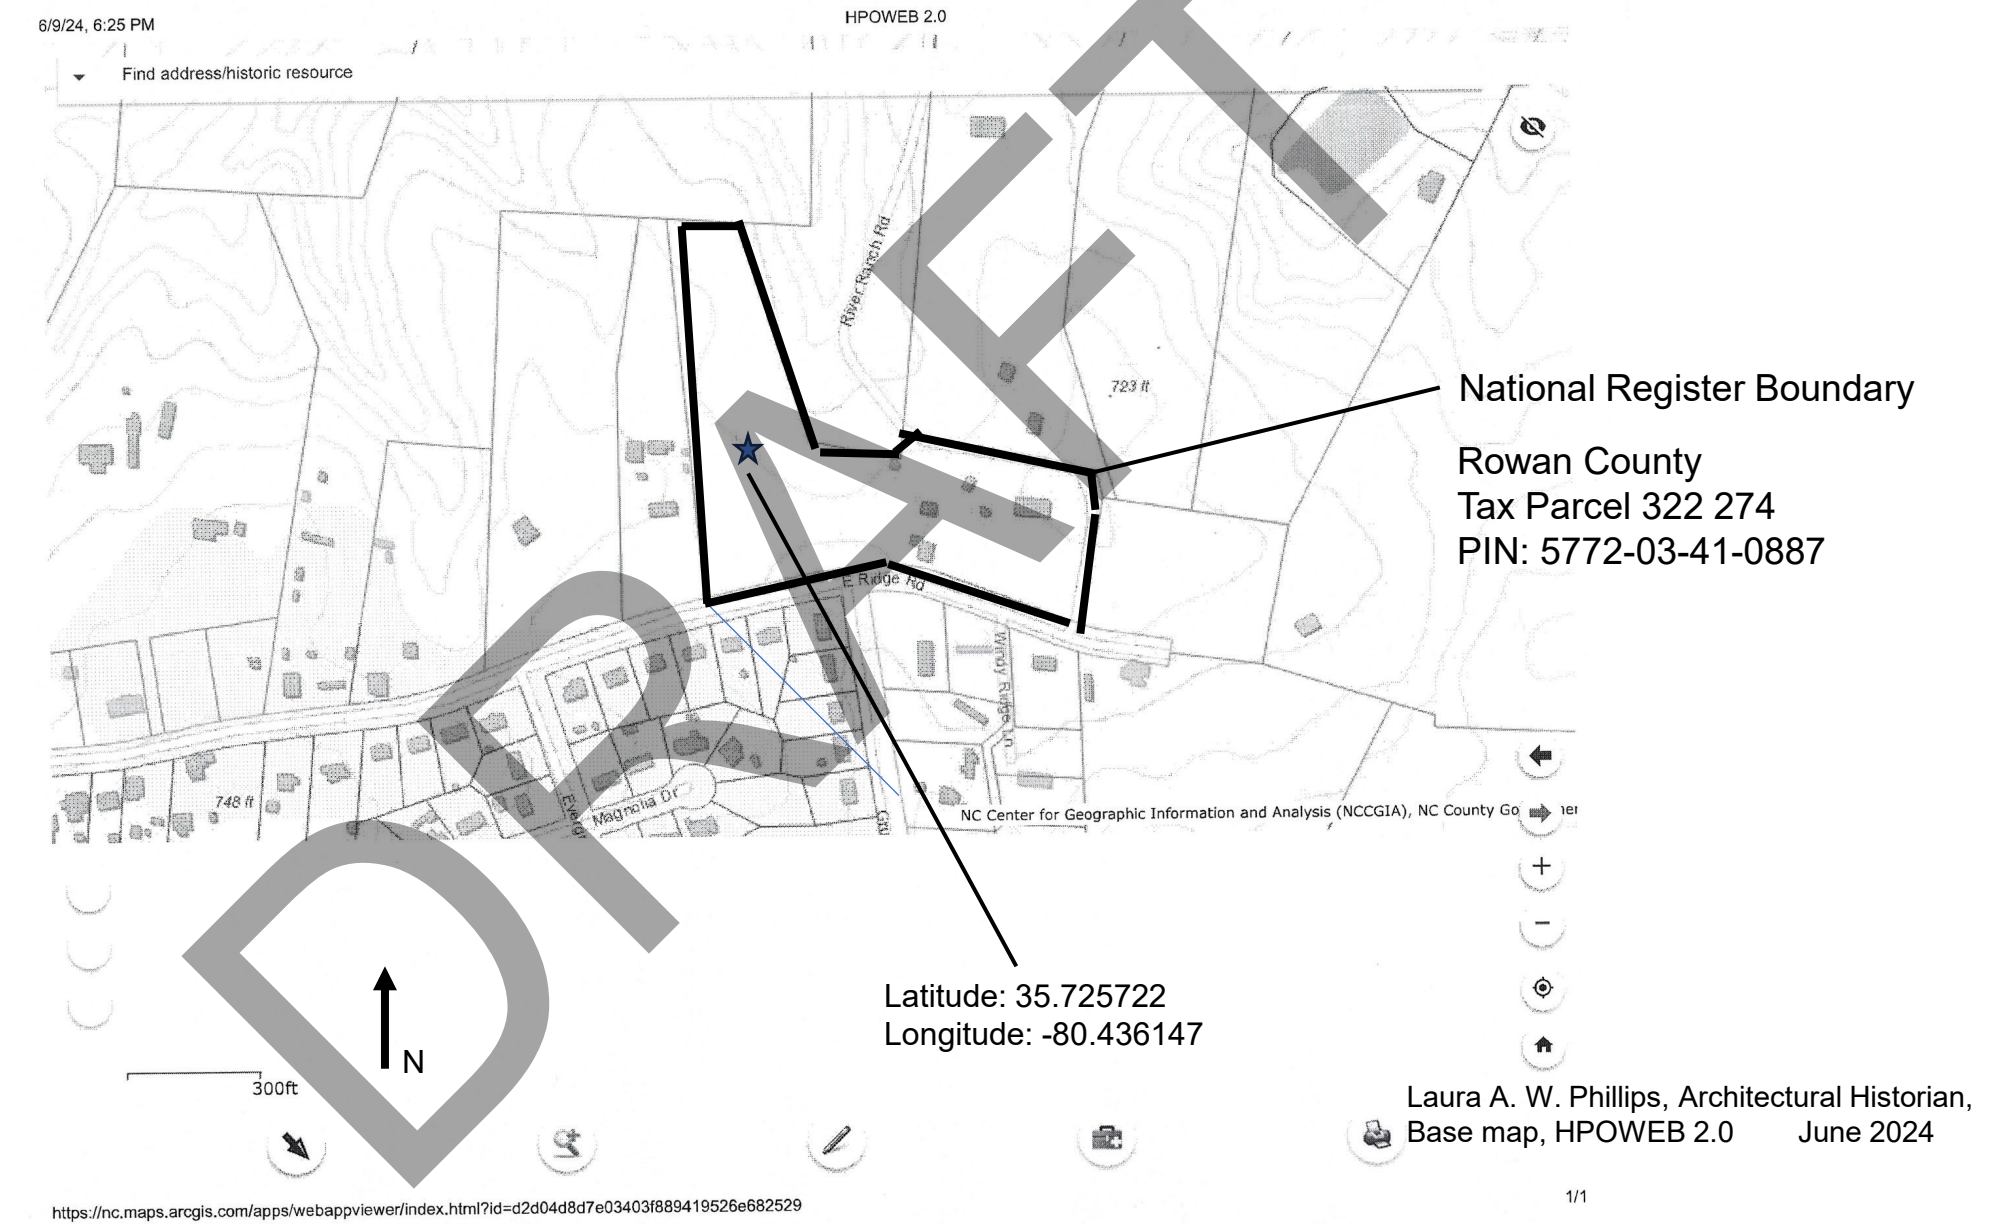 6/9/24, 6:25 PM
HPOWEB 2.0
Find address/historic resource
River Ranch Rd
723 ft
National Register Boundary
Rowan County
Tax Parcel 322 274
PIN: 5772-03-41-0887
E Ridge Rd
Windy Ridge Ln
748 ft
Magnolia Dr
NC Center for Geographic Information and Analysis (NCCGIA), NC County
DRAFT
Latitude: 35.725722
Longitude: -80.436147
N
300ft
Laura A. W. Phillips, Architectural Historian,
Base map, HPOWEB 2.0 June 2024
https://nc.maps.arcgis.com/apps/webappviewer/index.html?id=d2d04d8d7e03403f889419526e682529
1/1